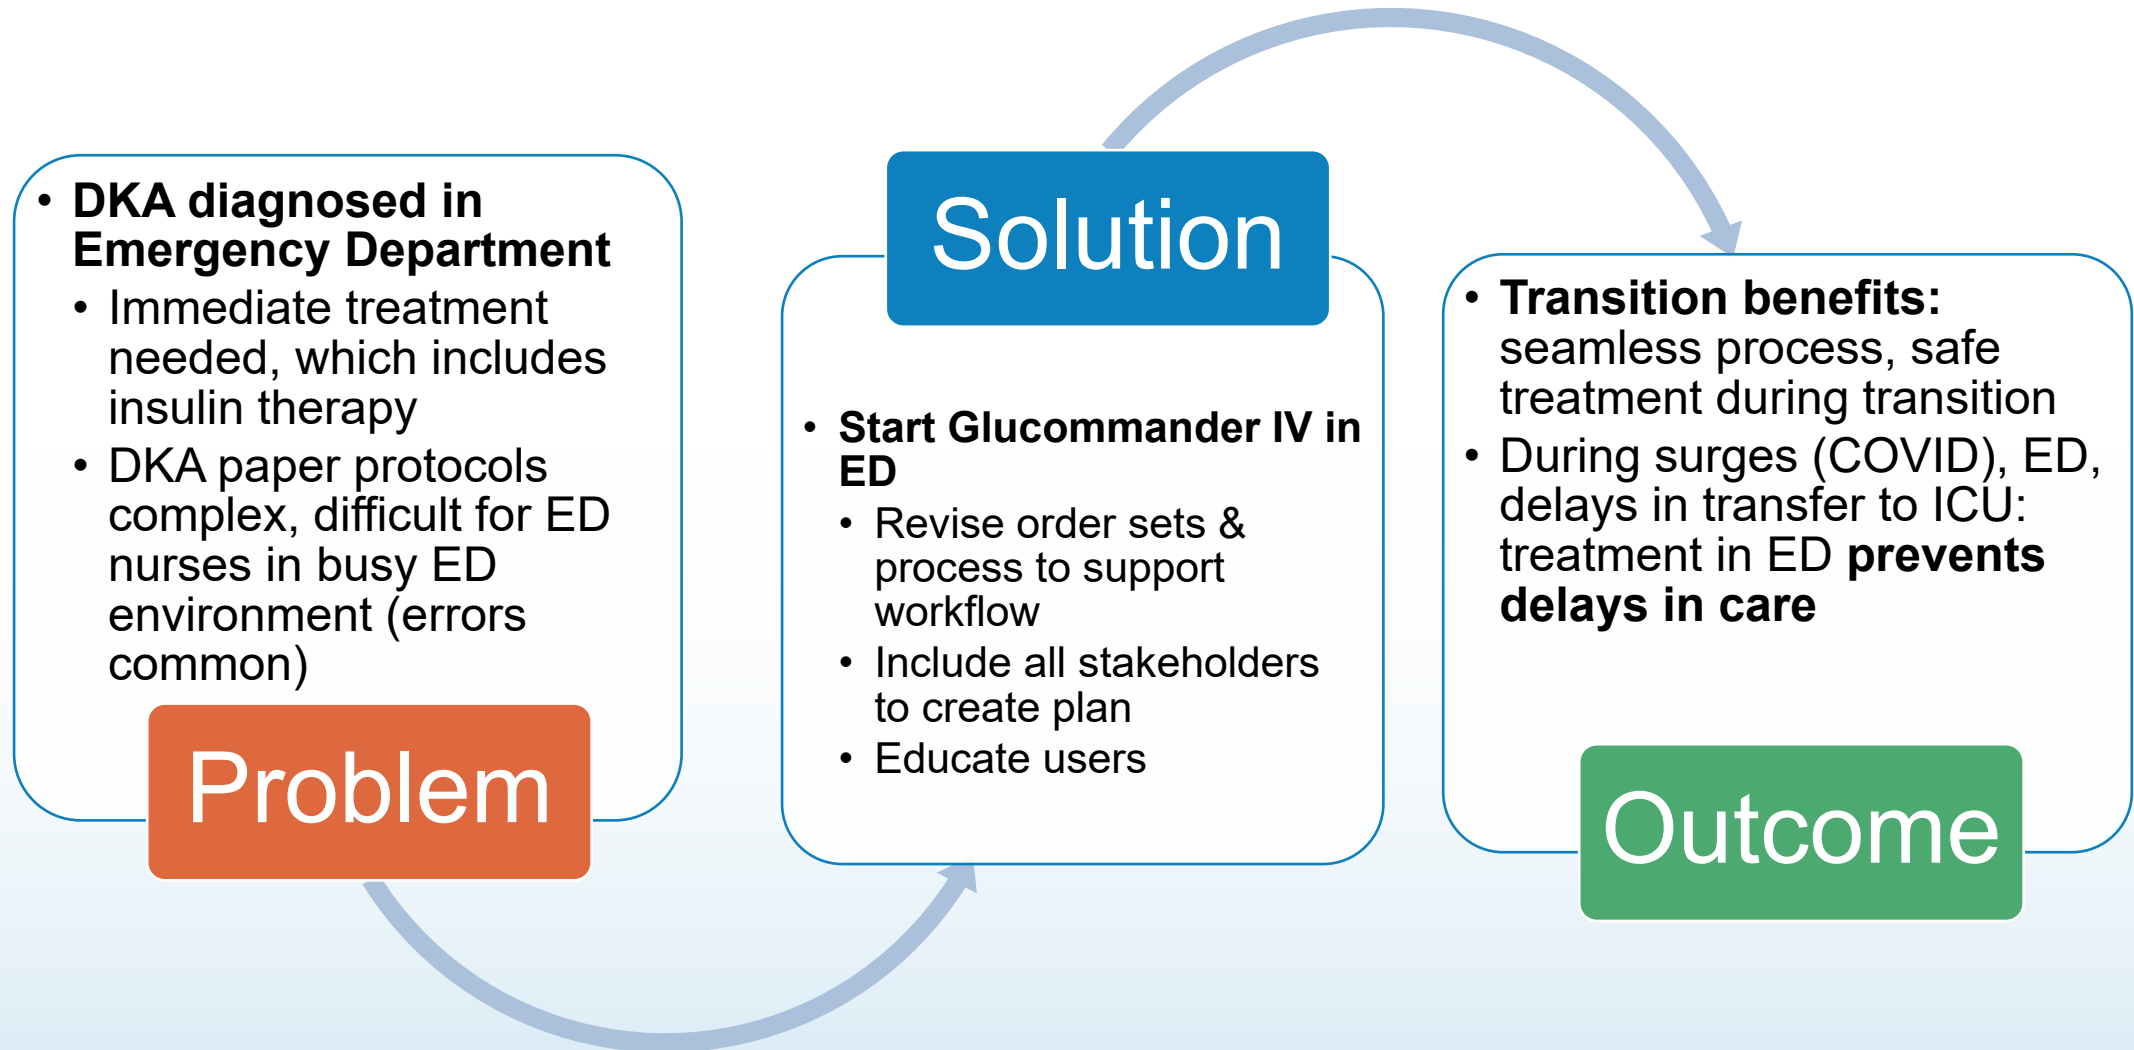 • DKA diagnosed in
Emergency Department
• Immediate treatment
needed, which includes
insulin therapy
• DKA paper protocols
complex, difficult for ED
nurses in busy ED
environment (errors
common)
Problem
Solution
• Start Glucommander IV in
ED
• Revise order sets &
process to support
workflow
• Include all stakeholders
to create plan
• Educate users
• Transition benefits:
seamless process, safe
treatment during transition
• During surges (COVID), ED,
delays in transfer to ICU:
treatment in ED prevents
delays in care
Outcome